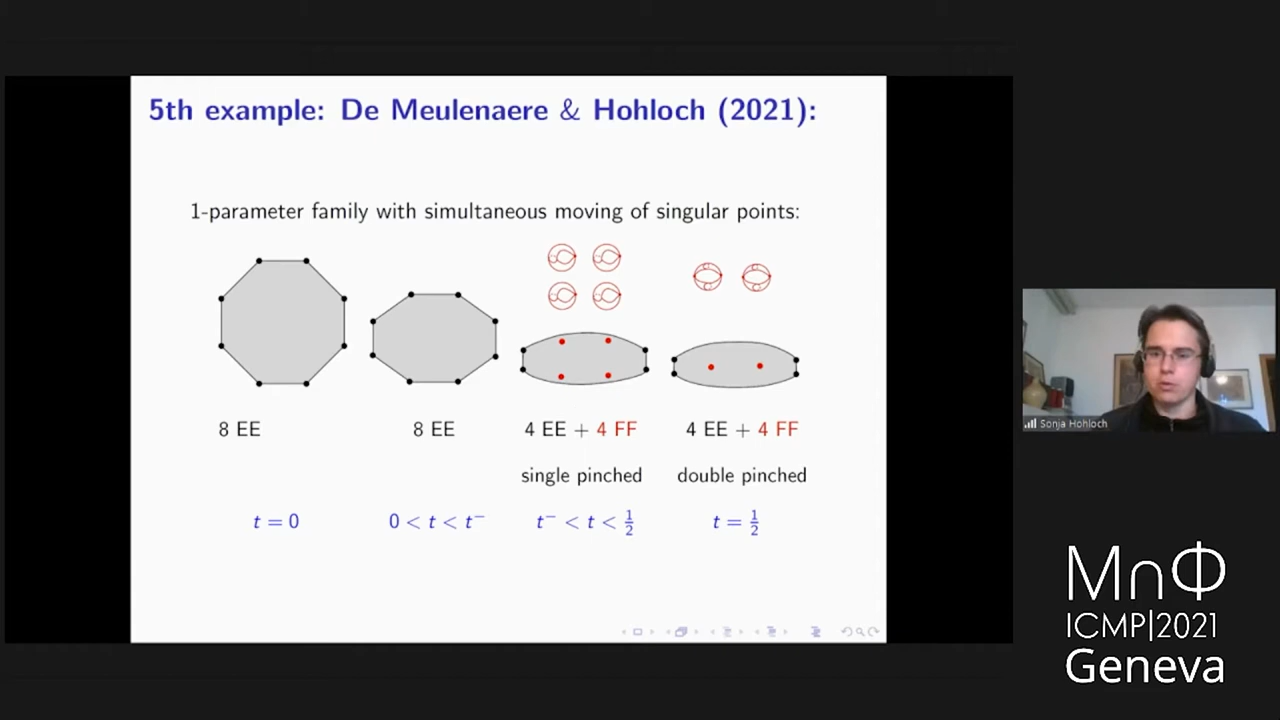 5th example: De Meulenaere & Hohloch (2021):
1-parameter family with simultaneous moving of singular points:
8 EE 8 EE 4 EE + 4 FF 4 EE + 4 FF
single pinched double pinched
t = 0 0 < t < t⁻ t⁻ < t < 1/2 t = 1/2
Sonja Hohloch
M∩Φ
ICMP|2021
Geneva